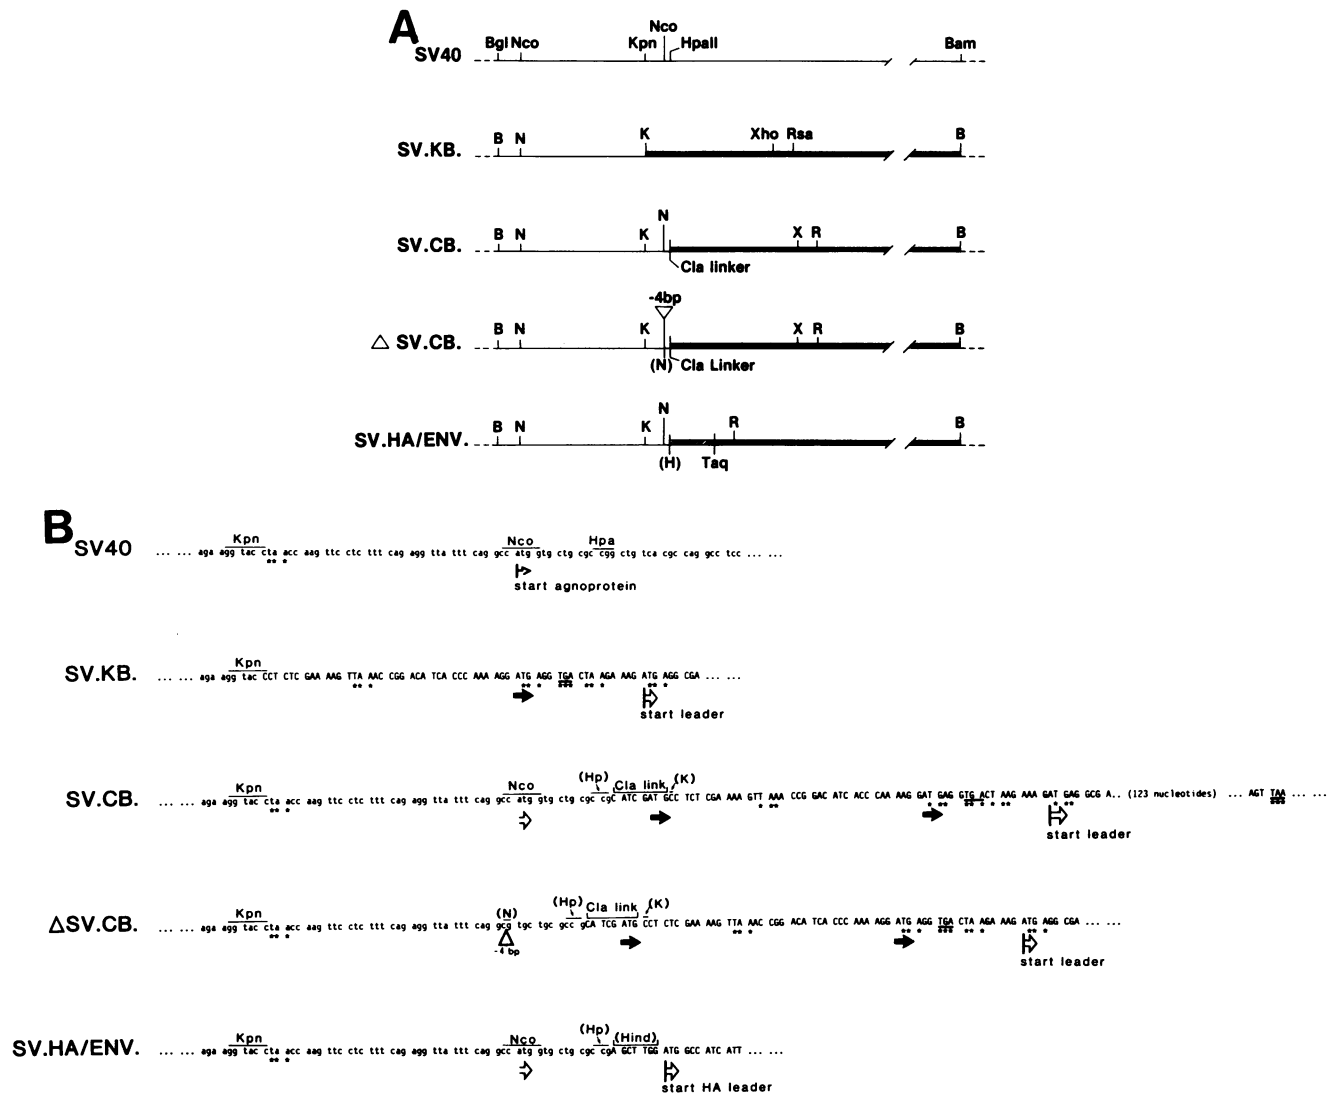 A
SV40
Bgl Nco Kpn Nco HpaII Bam
SV.KB.
B N K Xho Rsa B
SV.CB.
B N K N X R B
Cla linker
-4bp
△ SV.CB.
B N K X R B
(N) Cla Linker
SV.HA/ENV.
B N K N R B
(H) Taq
B
Kpn Nco Hpa
SV40 ... ... aga agg tac cta acc aag ttc ctc ttt cag agg tta ttt cag gcc atg gtg ctg cgc cgg ctg tca cgc cag gcc tcc ... ...
** *
start agnoprotein
Kpn
SV.KB. ... ... aga agg tac CCT CTC GAA AAG TTA AAC CGG ACA TCA CCC AAA AGG ATG AGG TGA CTA AGA AAG ATG AGG CGA ... ...
** * ** * *** ** * ** *
start leader
Kpn Nco (Hp) Cla link (K)
SV.CB. ... ... aga agg tac cta acc aag ttc ctc ttt cag agg tta ttt cag gcc atg gtg ctg cgc cgC ATC GAT GCC TCT CGA AAA GTT AAA CCG GAC ATC ACC CAA AAG GAT GAG GTG ACT AAG AAA GAT GAG GCG A.. (123 nucleotides) ... AGT TAA ... ...
start leader
Kpn (N) (Hp) Cla link (K)
△SV.CB. ... ... aga agg tac cta acc aag ttc ctc ttt cag agg tta ttt cag gcg tgc tgc gcc gCA TCG ATG CCT CTC GAA AAG TTA AAC CGG ACA TCA CCC AAA AGG ATG AGG TGA CTA AGA AAG ATG AGG CGA ... ...
-4 bp
start leader
Kpn Nco (Hp) (Hind)
SV.HA/ENV. ... ... aga agg tac cta acc aag ttc ctc ttt cag agg tta ttt cag gcc atg gtg ctg cgc cgA GCT TGG ATG GCC ATC ATT ... ...
** *
start HA leader